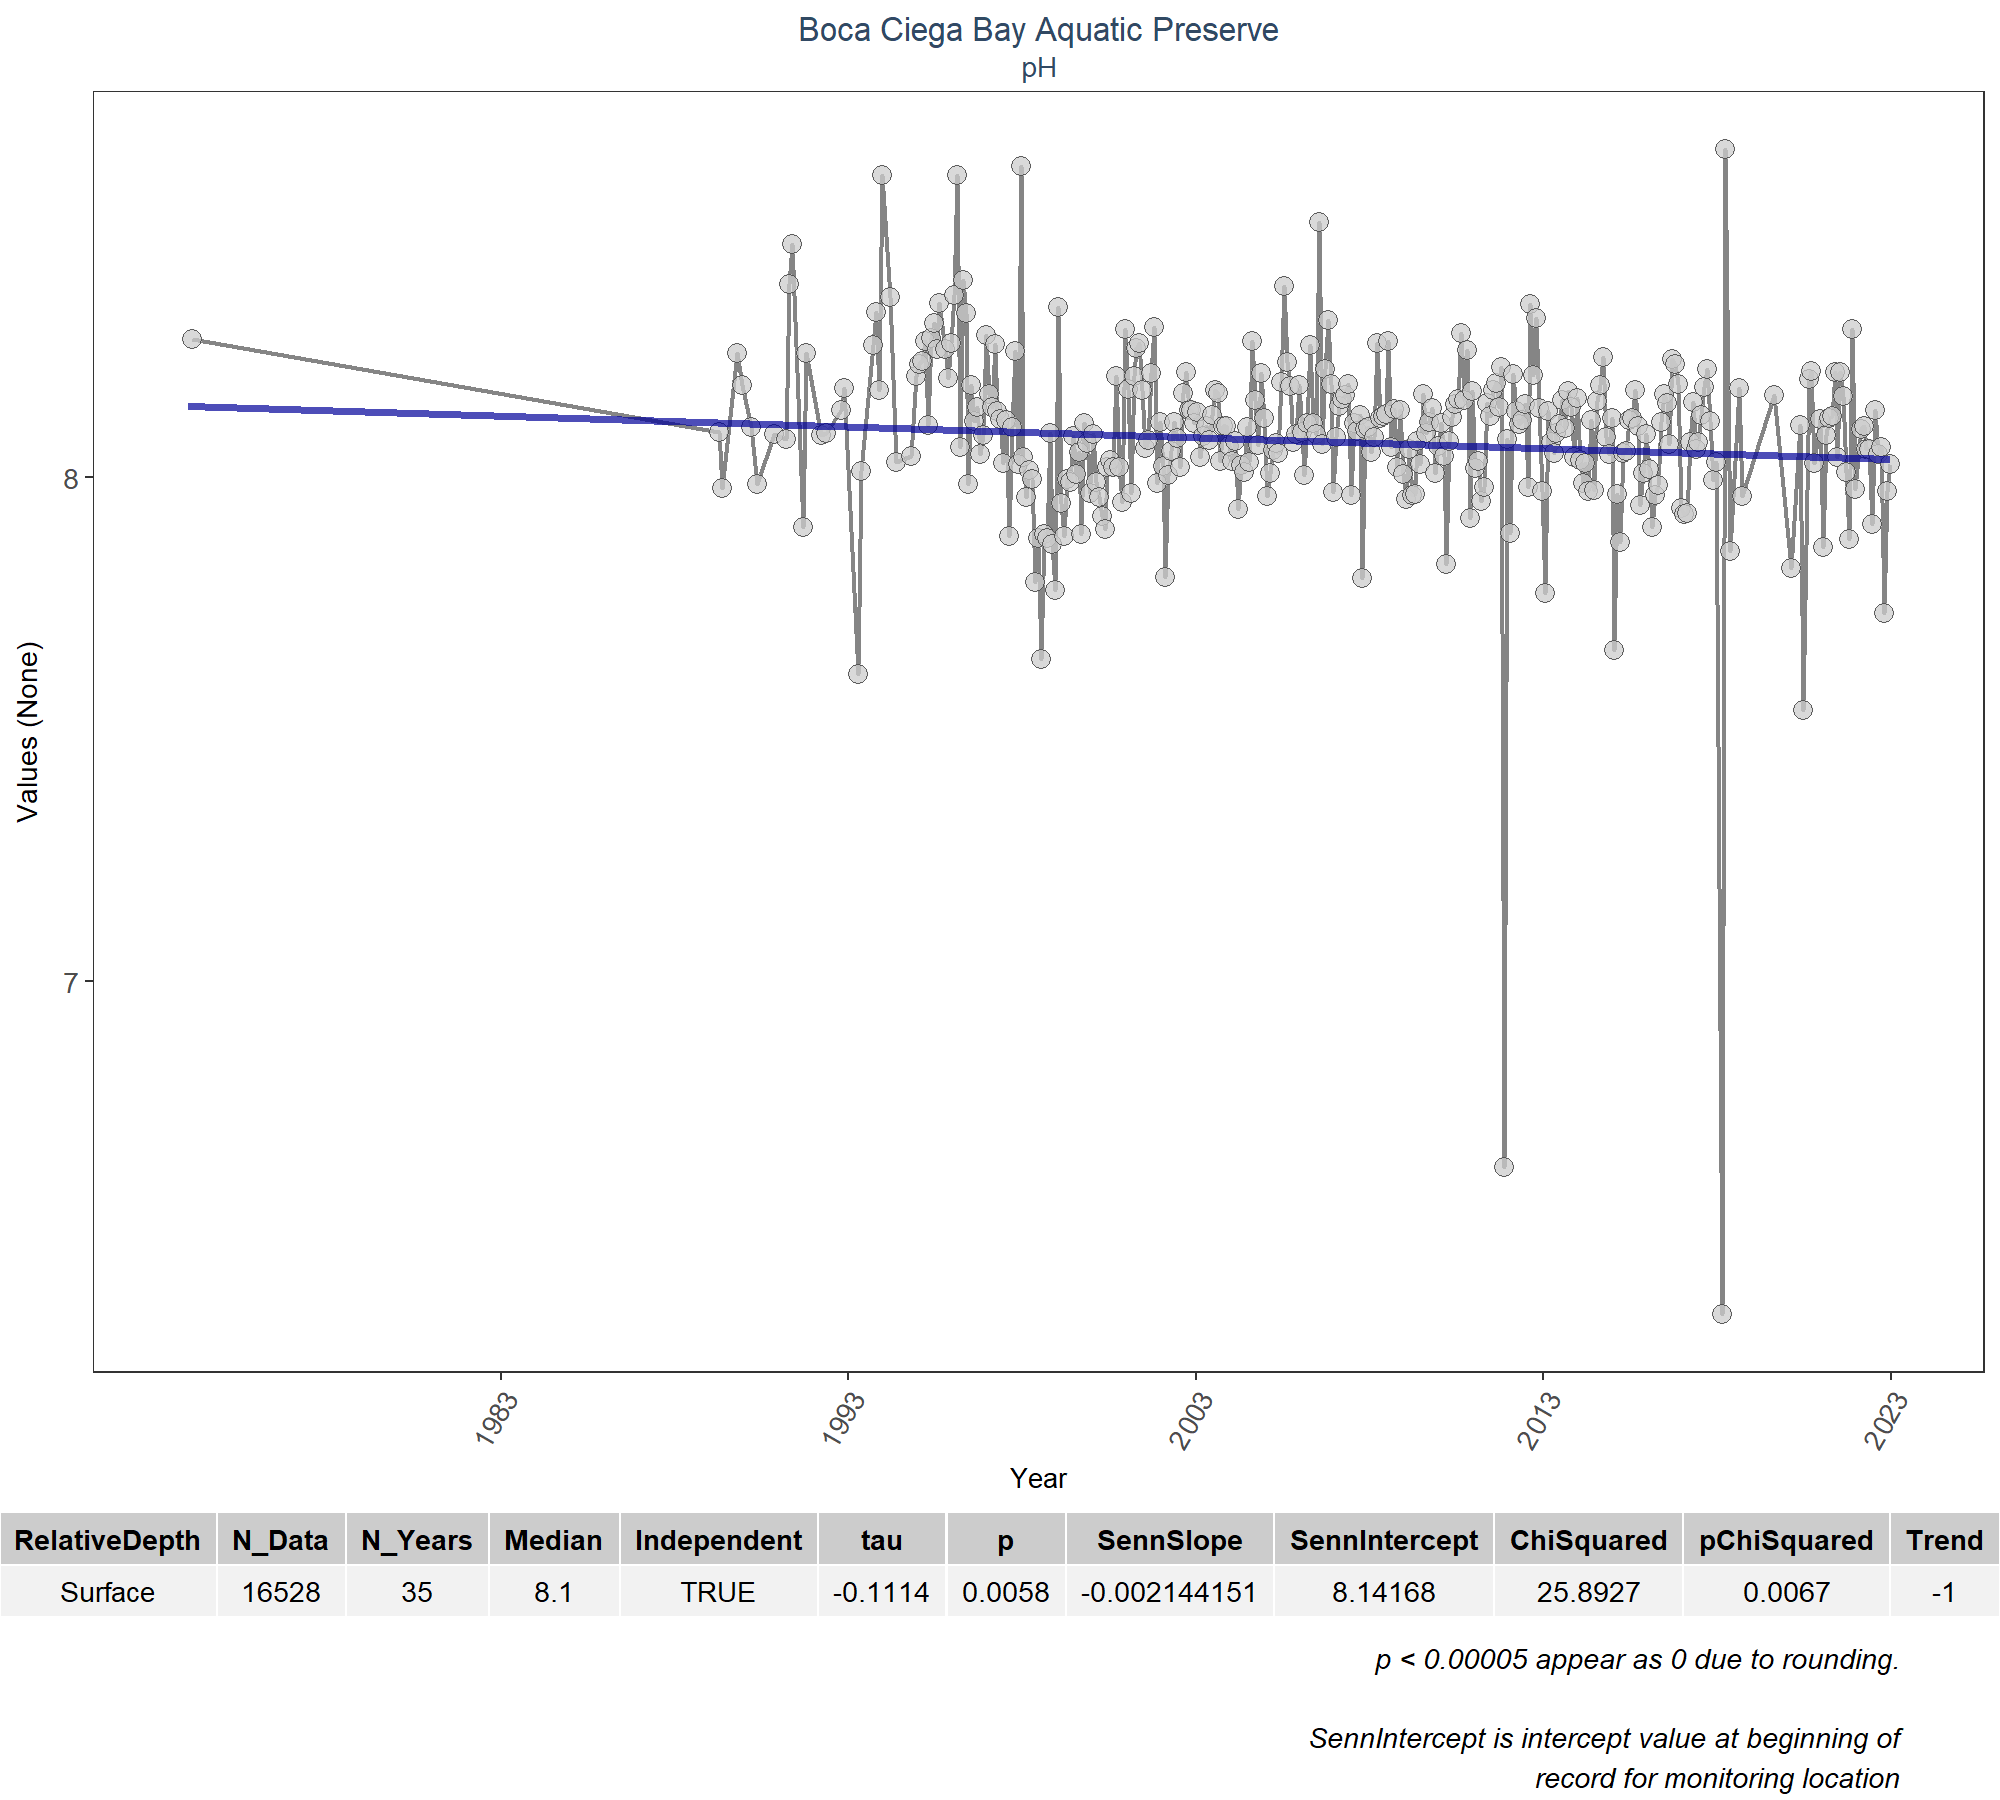 Boca Ciega Bay Aquatic Preserve
pH
Values (None)
8
7
1983
1993
2003
2013
2023
Year
RelativeDepth N_Data N_Years Median Independent tau p SennSlope SennIntercept ChiSquared pChiSquared Trend
Surface 16528 35 8.1 TRUE -0.1114 0.0058 -0.002144151 8.14168 25.8927 0.0067 -1
p < 0.00005 appear as 0 due to rounding.
SennIntercept is intercept value at beginning of
record for monitoring location